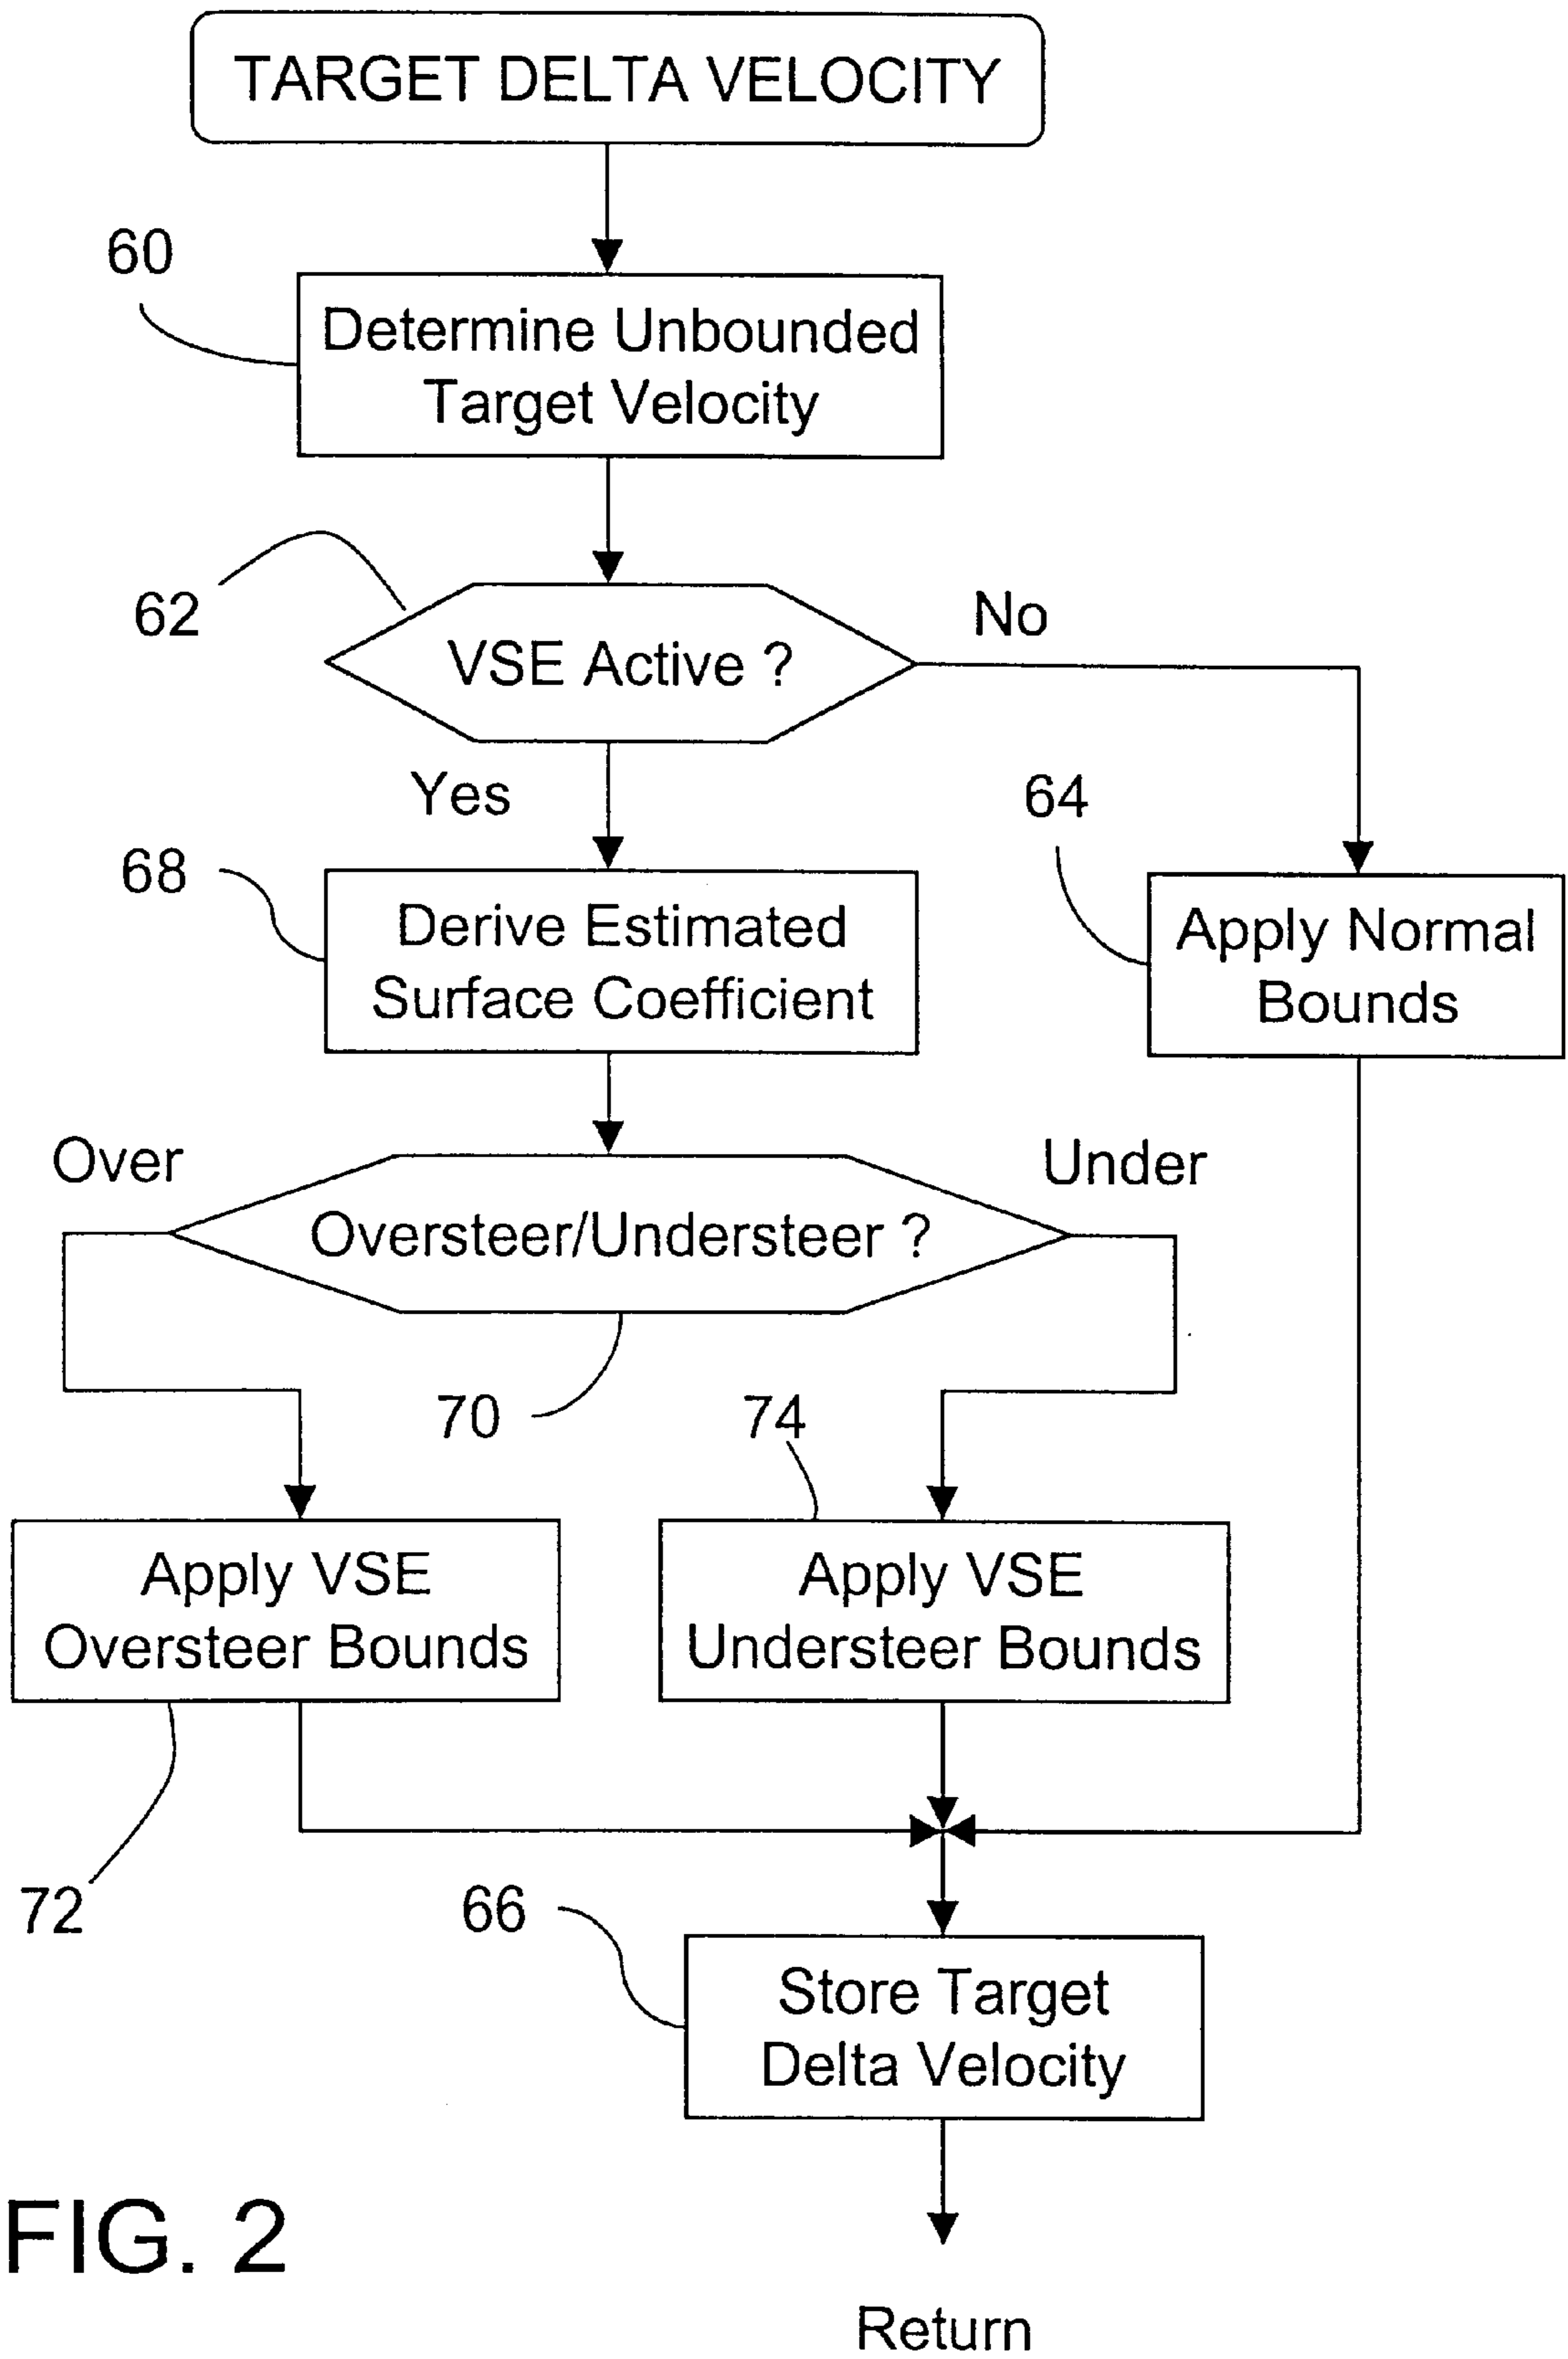 TARGET DELTA VELOCITY
60
Determine Unbounded
Target Velocity
62
VSE Active ?
No
Yes
64
68
Derive Estimated
Surface Coefficient
Apply Normal
Bounds
Over
Under
Oversteer/Understeer ?
70
74
Apply VSE
Oversteer Bounds
Apply VSE
Understeer Bounds
72
66
Store Target
Delta Velocity
FIG. 2
Return